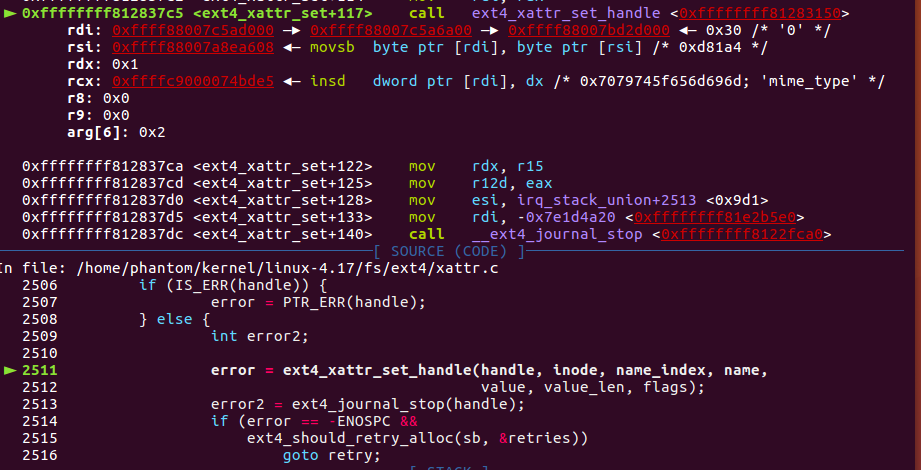 ► 0xffffffff812837c5 <ext4_xattr_set+117>    call   ext4_xattr_set_handle <0xffffffff81283150>
rdi: 0xffff88007c5ad000 —▸ 0xffff88007c5a6a00 —▸ 0xffff88007bd2d000 ◂— 0x30 /* '0' */
rsi: 0xffff88007a8ea608 ◂— movsb  byte ptr [rdi], byte ptr [rsi] /* 0xd81a4 */
rdx: 0x1
rcx: 0xffffc9000074bde5 ◂— insd   dword ptr [rdi], dx /* 0x7079745f656d696d; 'mime_type' */
r8: 0x0
r9: 0x0
arg[6]: 0x2
0xffffffff812837ca <ext4_xattr_set+122>    mov    rdx, r15
0xffffffff812837cd <ext4_xattr_set+125>    mov    r12d, eax
0xffffffff812837d0 <ext4_xattr_set+128>    mov    esi, irq_stack_union+2513 <0x9d1>
0xffffffff812837d5 <ext4_xattr_set+133>    mov    rdi, -0x7e1d4a20 <0xffffffff81e2b5e0>
0xffffffff812837dc <ext4_xattr_set+140>    call   __ext4_journal_stop <0xffffffff8122fca0>
[ SOURCE (CODE) ]
In file: /home/phantom/kernel/linux-4.17/fs/ext4/xattr.c
2506         if (IS_ERR(handle)) {
2507                 error = PTR_ERR(handle);
2508         } else {
2509                 int error2;
2510
► 2511                 error = ext4_xattr_set_handle(handle, inode, name_index, name,
2512                                               value, value_len, flags);
2513                 error2 = ext4_journal_stop(handle);
2514                 if (error == -ENOSPC &&
2515                     ext4_should_retry_alloc(sb, &retries))
2516                         goto retry;